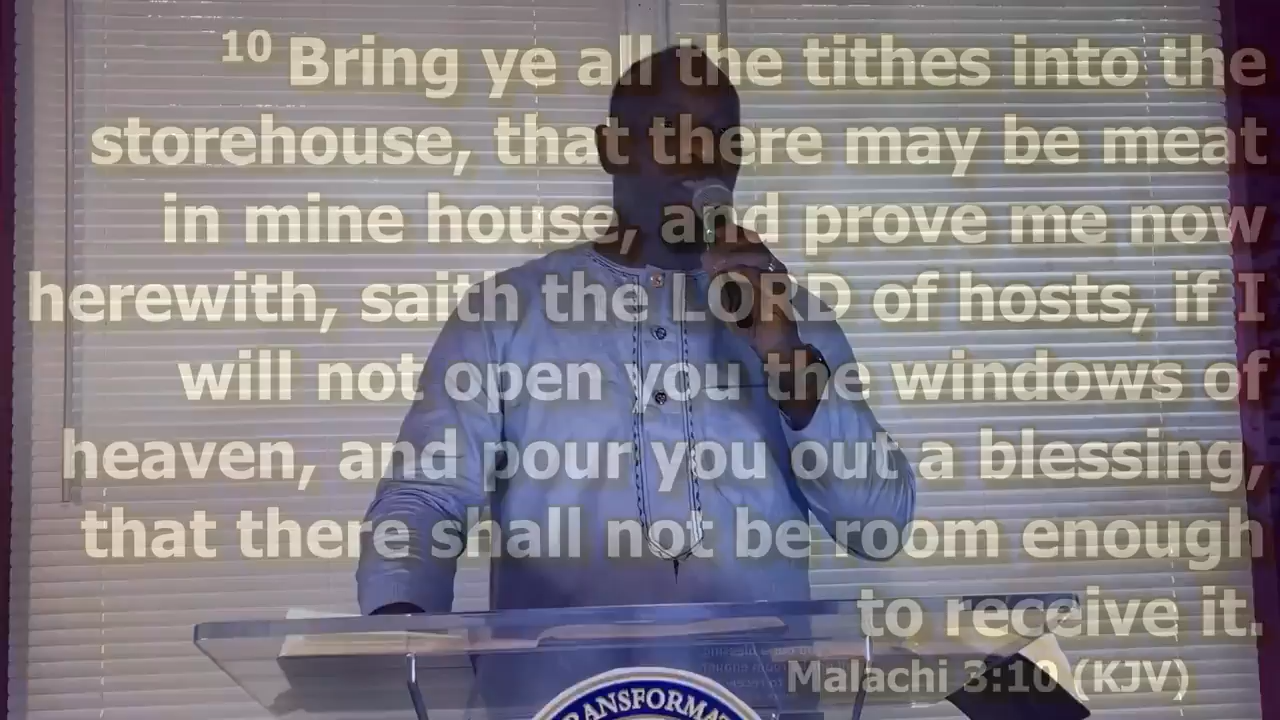 10 Bring ye all the tithes into the
storehouse, that there may be meat
in mine house, and prove me now
herewith, saith the LORD of hosts, if I
will not open you the windows of
heaven, and pour you out a blessing,
that there shall not be room enough
to receive it.
Malachi 3:10 (KJV)